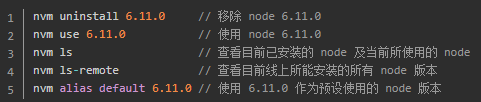 1 nvm uninstall 6.11.0 // 移除 node 6.11.0
2 nvm use 6.11.0 // 使用 node 6.11.0
3 nvm ls // 查看目前已安装的 node 及当前所使用的 node
4 nvm ls-remote // 查看目前线上所能安装的所有 node 版本
5 nvm alias default 6.11.0 // 使用 6.11.0 作为预设使用的 node 版本